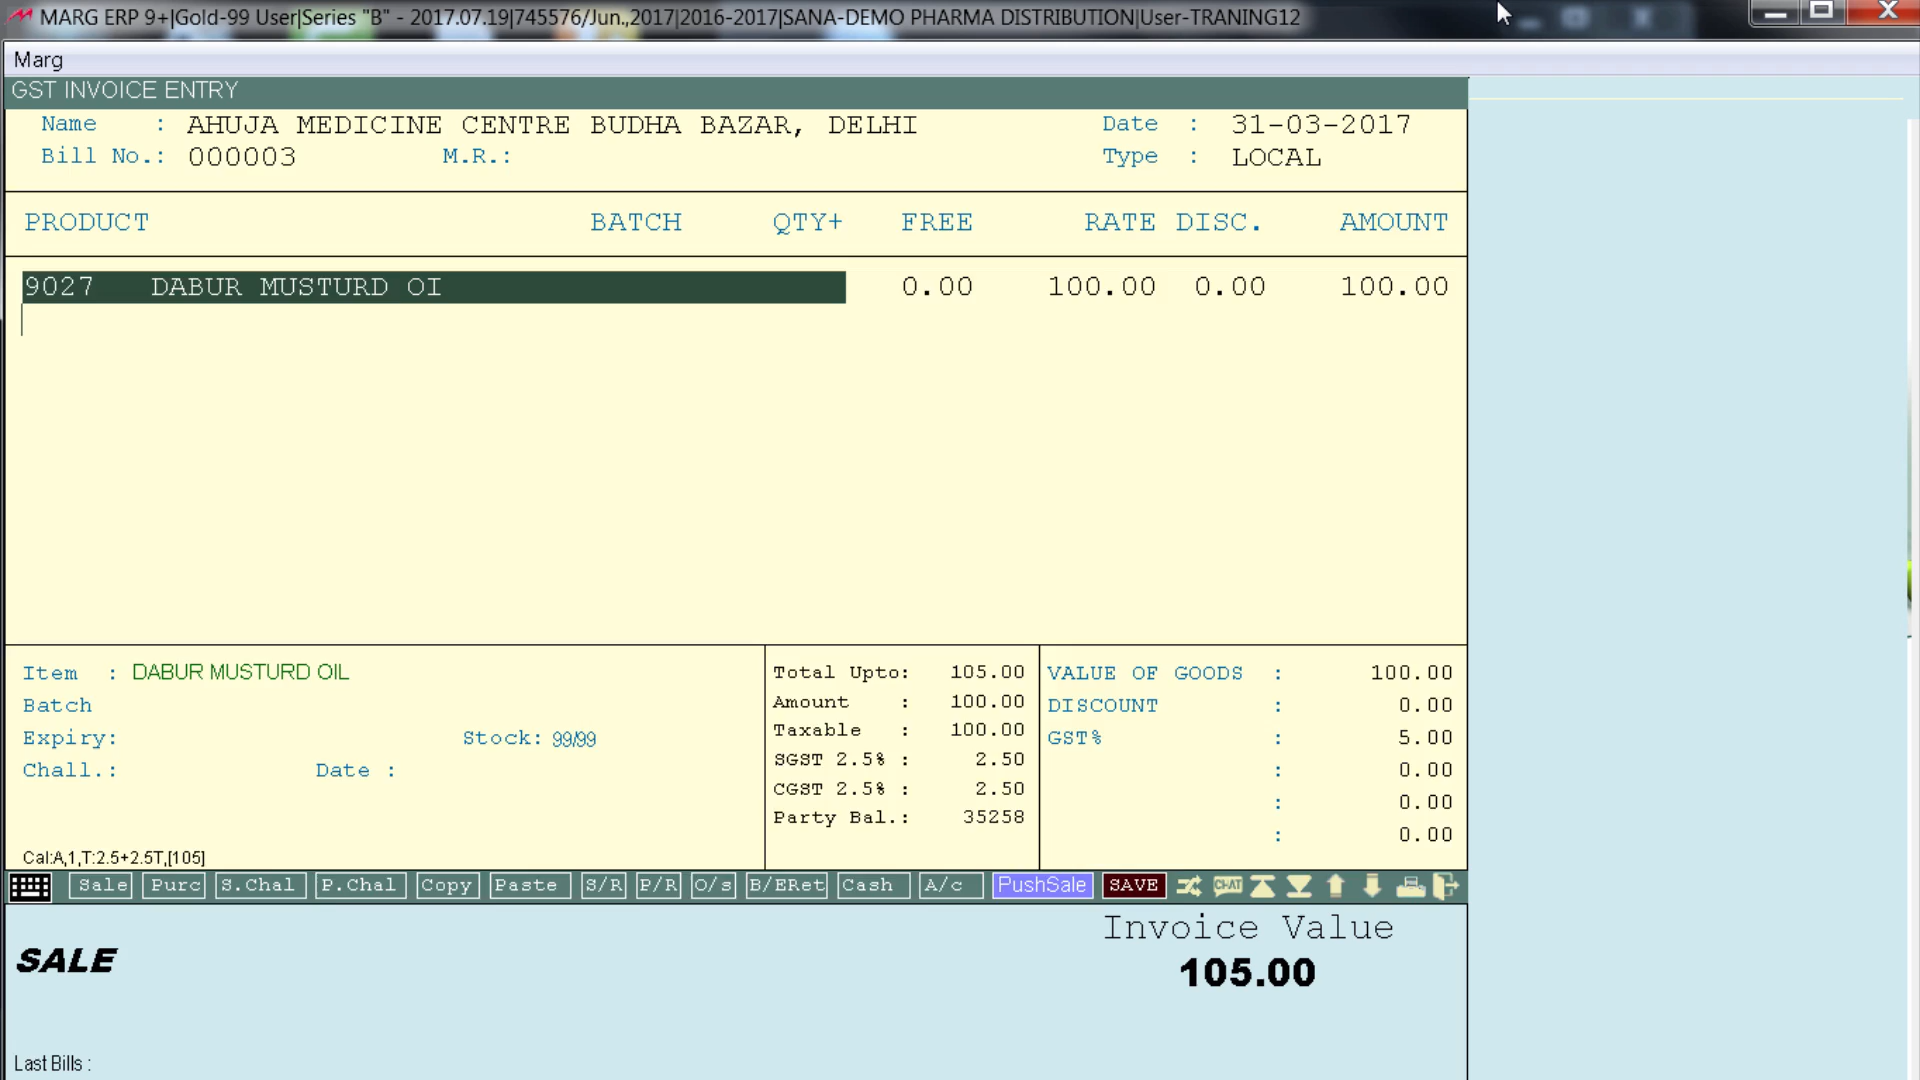 MARG ERP 9+|Gold-99 User|Series "B" - 2017.07.19|745576/Jun.,2017|2016-2017|SANA-DEMO PHARMA DISTRIBUTION|User-TRANING12
Marg
GST INVOICE ENTRY
Name : AHUJA MEDICINE CENTRE BUDHA BAZAR, DELHI Date : 31-03-2017
Bill No.: 000003 M.R.: Type : LOCAL
PRODUCT BATCH QTY+ FREE RATE DISC. AMOUNT
9027 DABUR MUSTURD OI 0.00 100.00 0.00 100.00
Item : DABUR MUSTURD OIL
Batch
Expiry: Stock: 99/99
Chall.: Date :
Cal:A,1,T:2.5+2.5T,[105]
Total Upto: 105.00
Amount : 100.00
Taxable : 100.00
SGST 2.5% : 2.50
CGST 2.5% : 2.50
Party Bal.: 35258
VALUE OF GOODS : 100.00
DISCOUNT : 0.00
GST% : 5.00
: 0.00
: 0.00
: 0.00
Sale Purc S.Chal P.Chal Copy Paste S/R P/R O/s B/ERet Cash A/c PushSale SAVE CHAT
Invoice Value
SALE
105.00
Last Bills :